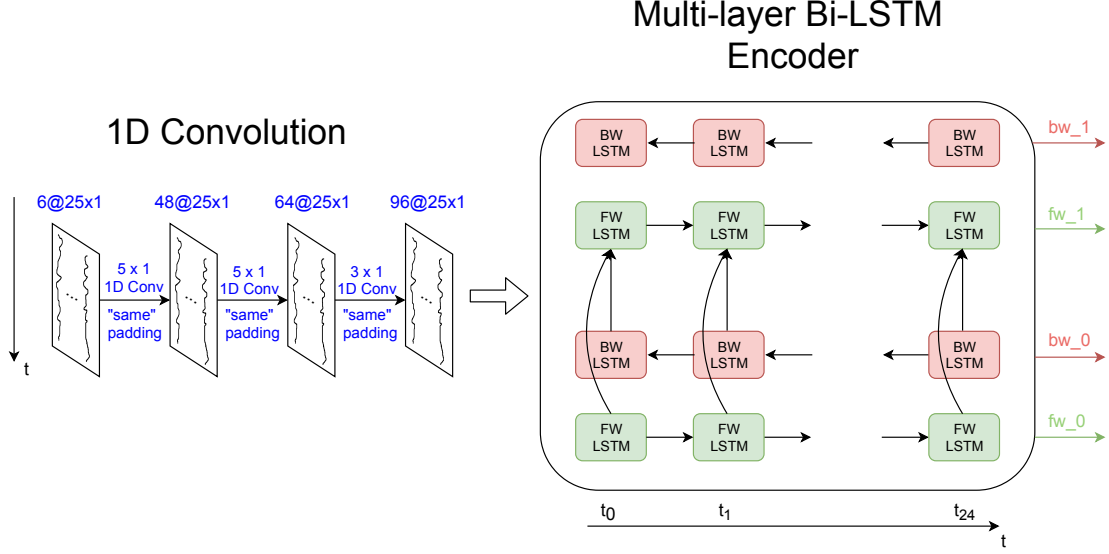 Multi-layer Bi-LSTM
Encoder
1D Convolution
6@25x1
48@25x1
64@25x1
96@25x1
...
...
...
...
5 x 1
1D Conv
"same"
padding
5 x 1
1D Conv
"same"
padding
3 x 1
1D Conv
"same"
padding
t
BW
LSTM
BW
LSTM
BW
LSTM
bw_1
FW
LSTM
FW
LSTM
FW
LSTM
fw_1
BW
LSTM
BW
LSTM
BW
LSTM
bw_0
FW
LSTM
FW
LSTM
FW
LSTM
fw_0
t0
t1
t24
t